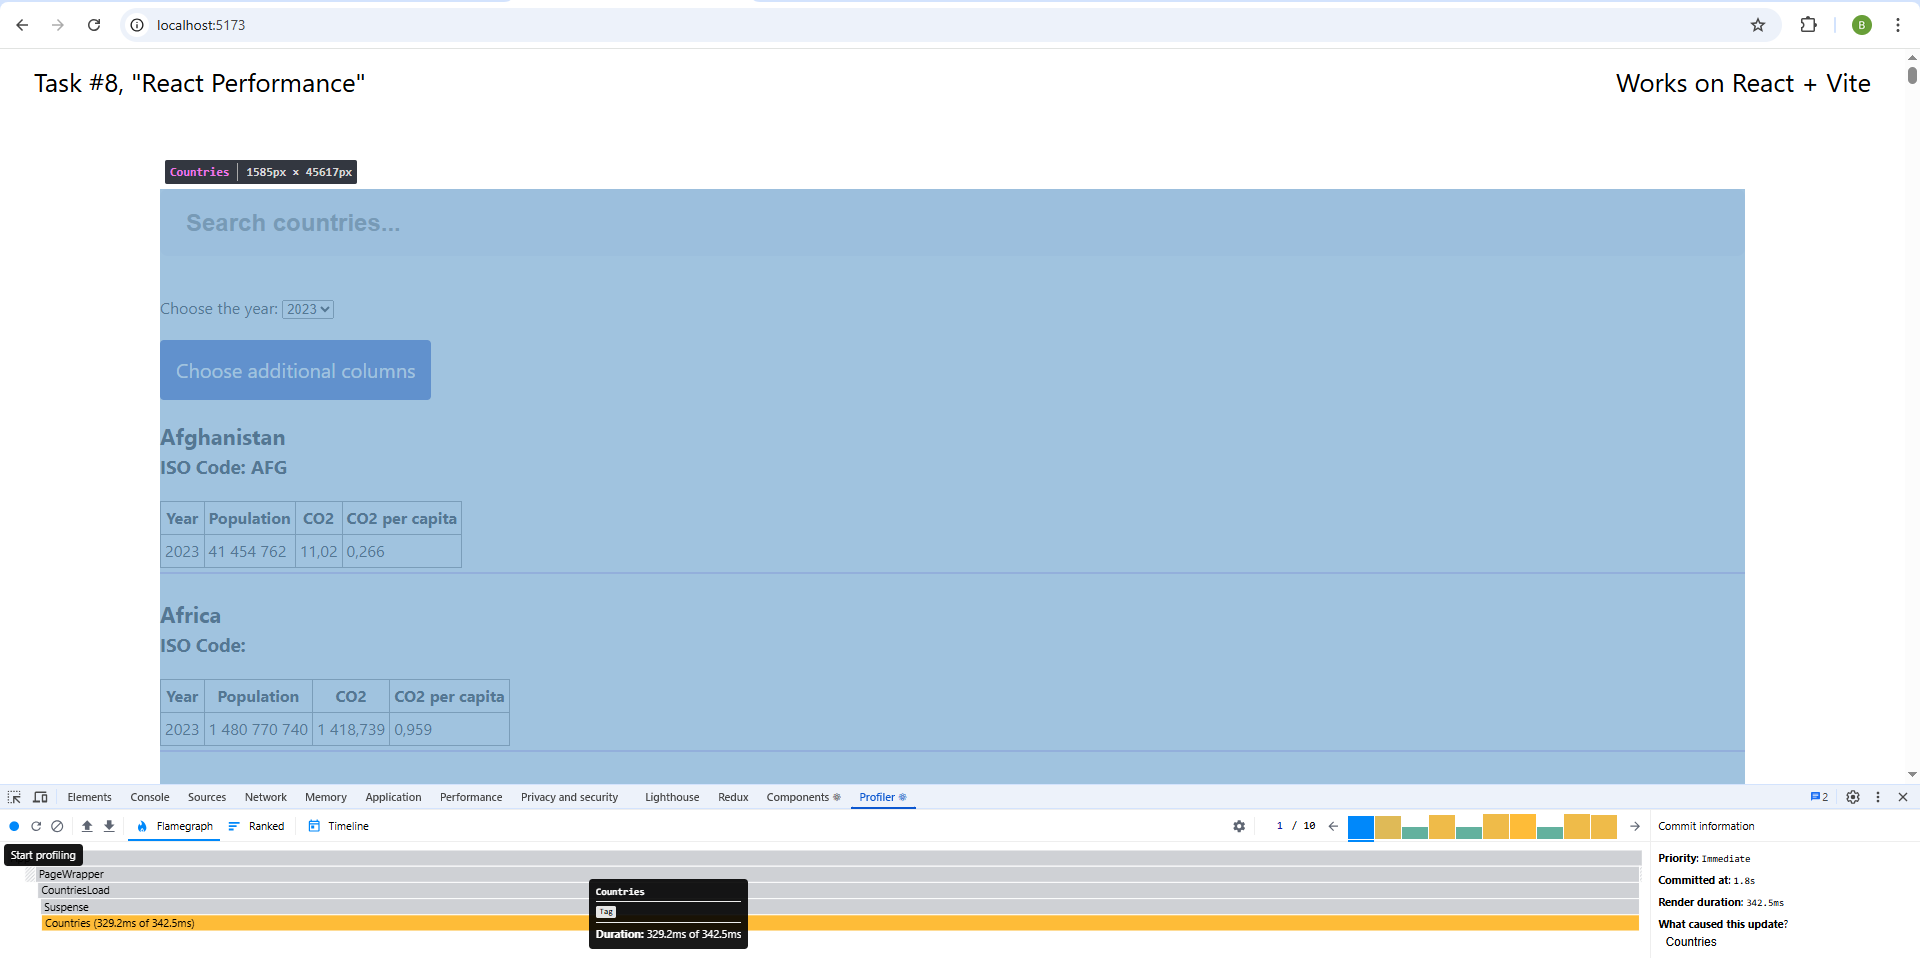 localhost:5173
B
Task #8, "React Performance"
Works on React + Vite
Countries 1585px × 45617px
Search countries...
Choose the year: 2023
Choose additional columns
Afghanistan
ISO Code: AFG
Year Population CO2 CO2 per capita
2023 41 454 762 11,02 0,266
Africa
ISO Code:
Year Population CO2 CO2 per capita
2023 1 480 770 740 1 418,739 0,959
Elements Console Sources Network Memory Application Performance Privacy and security Lighthouse Redux Components Profiler 2
Flamegraph Ranked Timeline 1 / 10 Commit information
Start profiling
PageWrapper
CountriesLoad
Suspense
Countries (329.2ms of 342.5ms)
Countries
Tag
Duration: 329.2ms of 342.5ms
Priority: Immediate
Committed at: 1.8s
Render duration: 342.5ms
What caused this update?
Countries